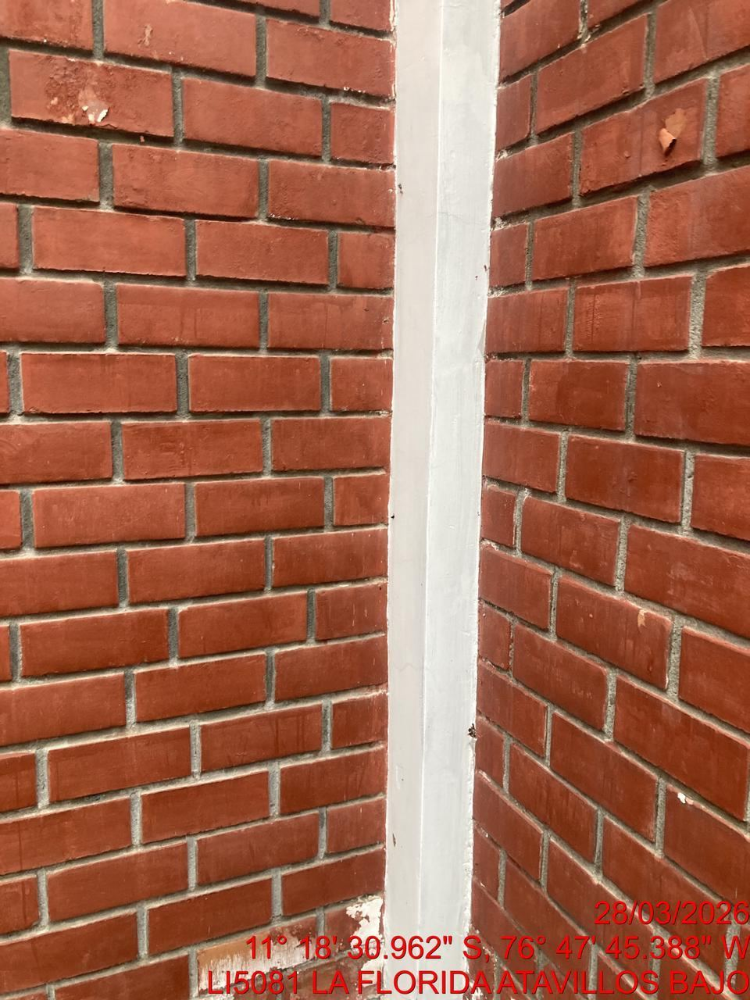 28/03/2026
11° 18' 30.962" S, 76° 47' 45.388" W
LI5081 LA FLORIDA ATAVILLOS BAJO